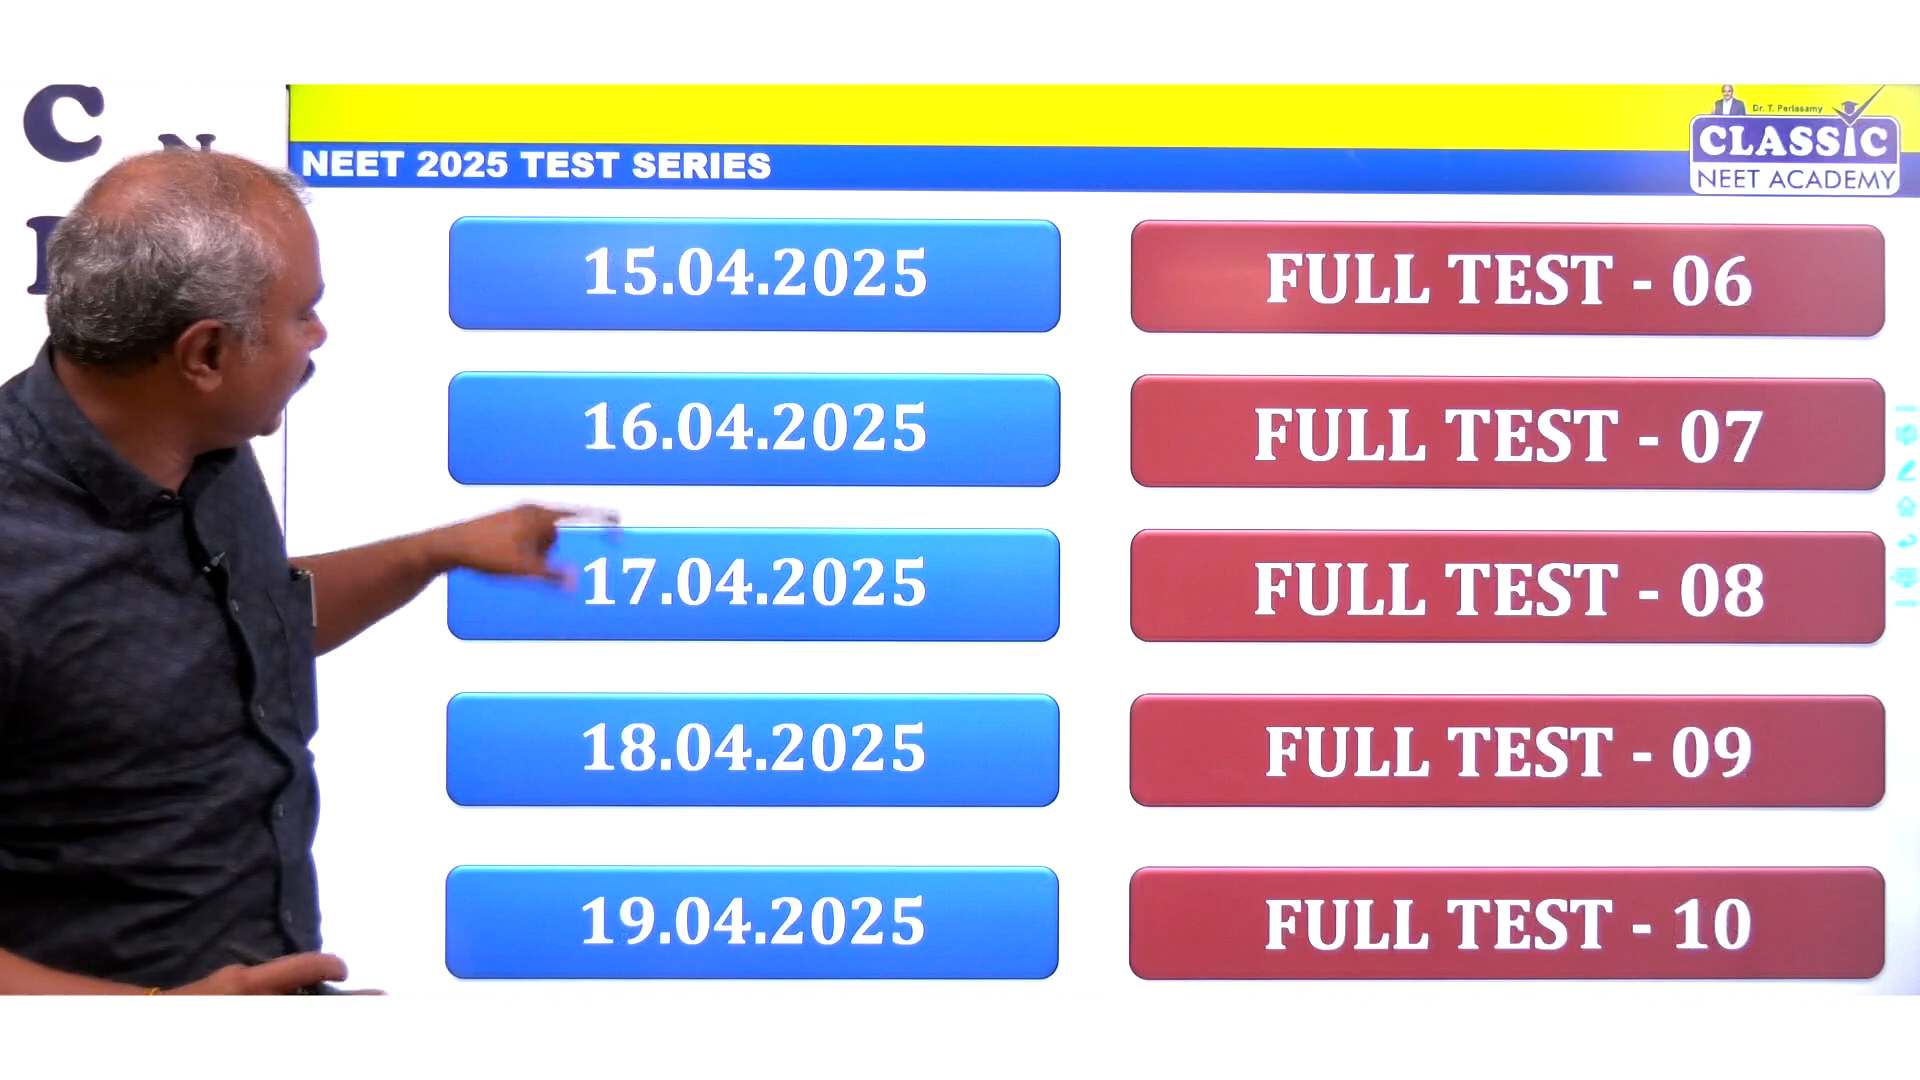 C
N
Dr. T. Periasamy
CLASSIC
NEET ACADEMY
NEET 2025 TEST SERIES
15.04.2025 FULL TEST - 06
16.04.2025 FULL TEST - 07
17.04.2025 FULL TEST - 08
18.04.2025 FULL TEST - 09
19.04.2025 FULL TEST - 10